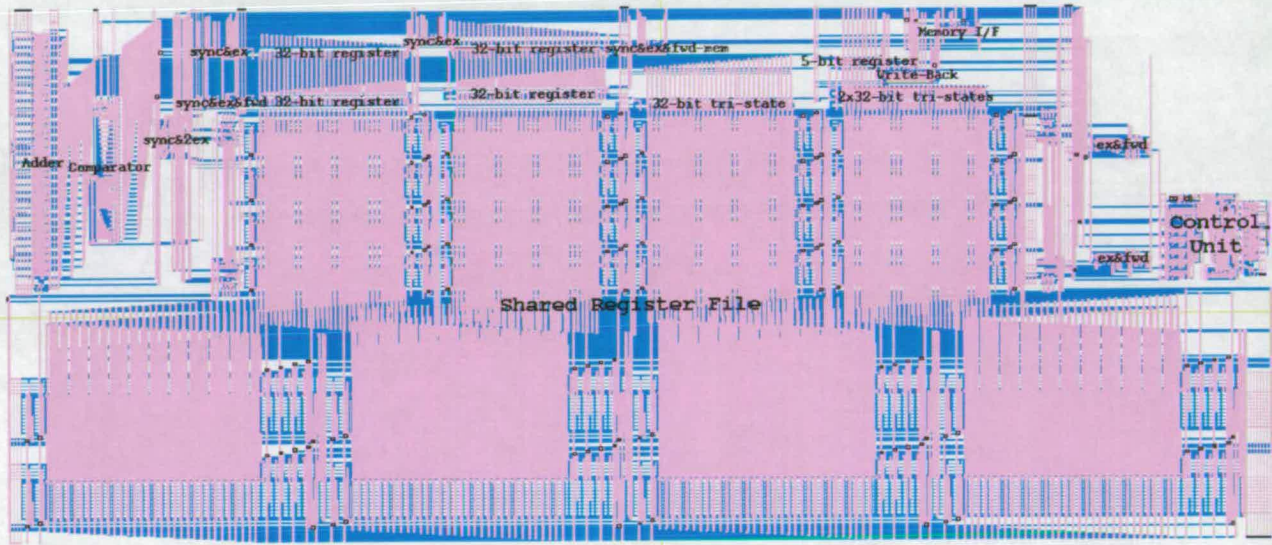 Memory I/F
sync&ex
32-bit register
sync&ex
32-bit register
sync&ex&fwd-mem
5-bit register
Write-Back
sync&ex&fwd
32-bit register
32-bit register
32-bit tri-state
2x32-bit tri-states
sync&2ex
Adder
Comparator
ex&fwd
Control
Unit
ex&fwd
Shared Register File